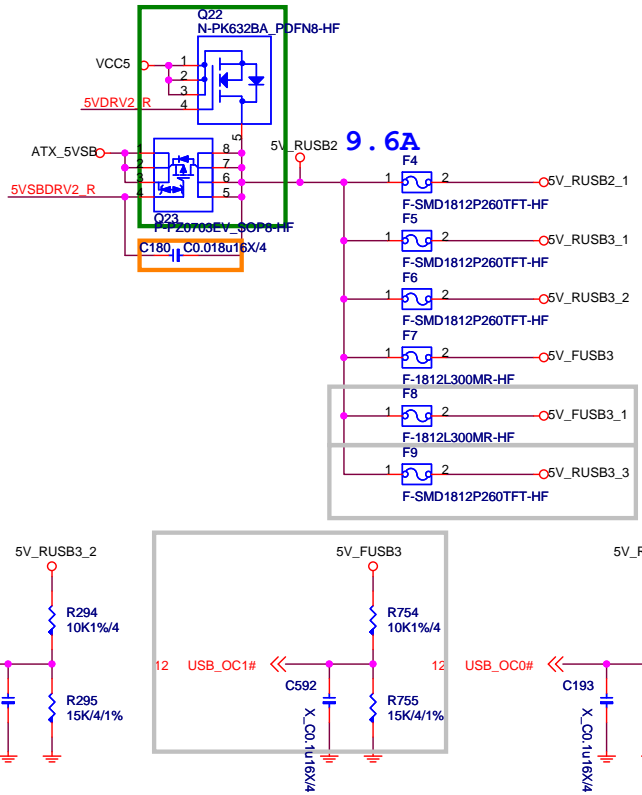 Q22
N-PK632BA_PDFN8-HF
VCC5
1
2
3
4
5VDRV2_R
5
5V_RUSB2
9.6A
ATX_5VSB
1
2
3
4
8
7
6
5
5VSBDRV2_R
Q23
P-PZ0703EV_SOP8-HF
C180
C0.018u16X/4
F4
1
2
5V_RUSB2_1
F-SMD1812P260TFT-HF
F5
1
2
5V_RUSB3_1
F-SMD1812P260TFT-HF
F6
1
2
5V_RUSB3_2
F-SMD1812P260TFT-HF
F7
1
2
5V_FUSB3
F-1812L300MR-HF
F8
1
2
5V_FUSB3_1
F-1812L300MR-HF
F9
1
2
5V_RUSB3_3
F-SMD1812P260TFT-HF
5V_RUSB3_2
5V_FUSB3
5V_F
R294
10K1%/4
R754
10K1%/4
12
USB_OC1#
12
USB_OC0#
C592
X_C0.1u16X/4
C193
X_C0.1u16X/4
R295
15K/4/1%
R755
15K/4/1%